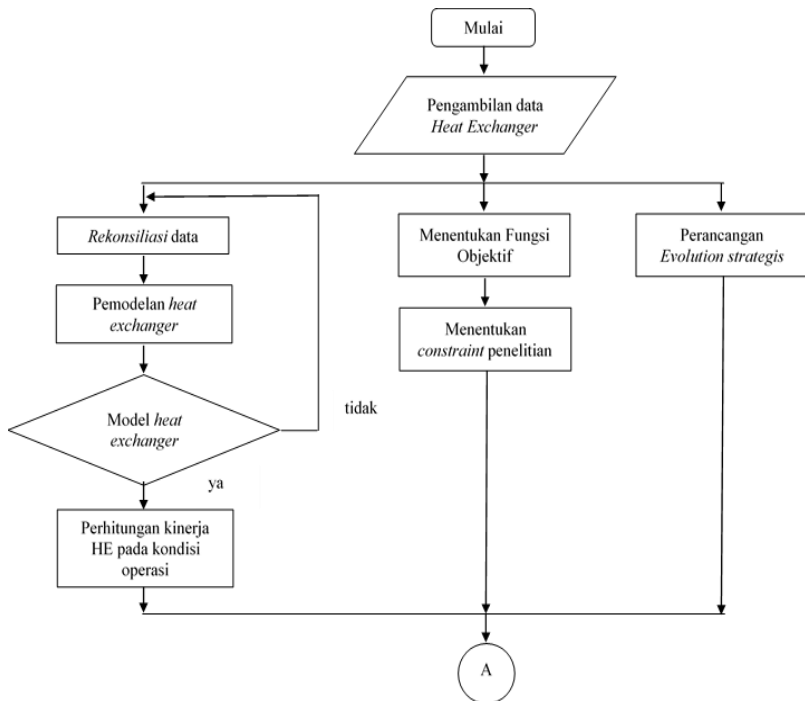 Mulai
Pengambilan data
Heat Exchanger
Rekonsiliasi data
Menentukan Fungsi
Objektif
Perancangan
Evolution strategis
Pemodelan heat
exchanger
Menentukan
constraint penelitian
Model heat
exchanger
tidak
ya
Perhitungan kinerja
HE pada kondisi
operasi
A